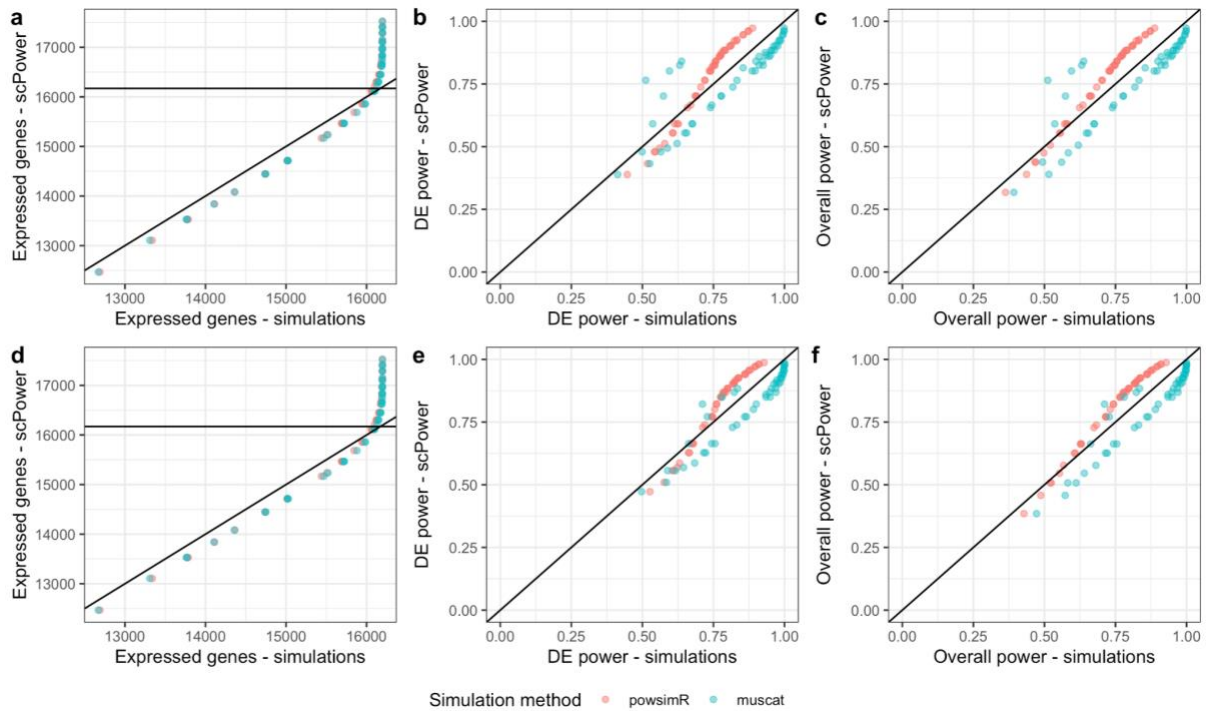 a
b
c
17000
16000
15000
14000
13000
Expressed genes - scPower
13000 14000 15000 16000
Expressed genes - simulations
1.00
0.75
0.50
0.25
0.00
DE power - scPower
0.00 0.25 0.50 0.75 1.00
DE power - simulations
1.00
0.75
0.50
0.25
0.00
Overall power - scPower
0.00 0.25 0.50 0.75 1.00
Overall power - simulations
d
e
f
17000
16000
15000
14000
13000
Expressed genes - scPower
13000 14000 15000 16000
Expressed genes - simulations
1.00
0.75
0.50
0.25
0.00
DE power - scPower
0.00 0.25 0.50 0.75 1.00
DE power - simulations
1.00
0.75
0.50
0.25
0.00
Overall power - scPower
0.00 0.25 0.50 0.75 1.00
Overall power - simulations
Simulation method powsimR muscat